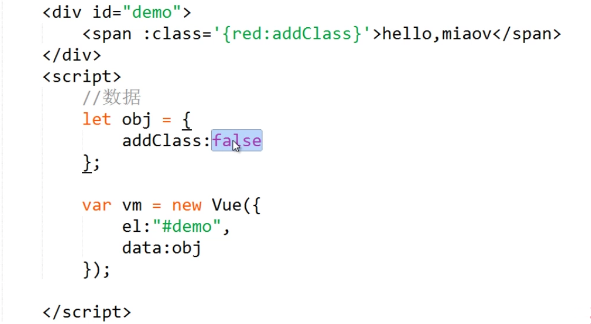 <div id="demo">
<span :class='{red:addClass}'>hello,miaov</span>
</div>
<script>
//数据
let obj = {
addClass:false
};
var vm = new Vue({
el:"#demo",
data:obj
});
</script>